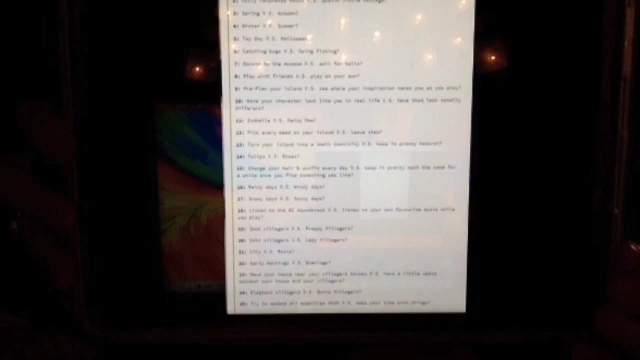 3: Spring V.S. Autumn?
4: Winter V.S. Summer?
5: Toy Day V.S. Halloween?
6: Catching bugs V.S. Going fishing?
7: Donate to the museum V.S. sell for bells?
8: Play with friends V.S. play on your own?
9: Pre-Plan your island V.S. see where your inspiration takes you as you play?
10: Have your character look like you in real life V.S. have them look totally
different?
11: Isabelle V.S. Daisy Mae?
12: Pick every weed on your island V.S. leave them?
13: Turn your island into a town community V.S. keep it pretty natural?
14: Tulips V.S. Roses?
15: Change your hair & outfit every day V.S. keep it pretty much the same for
a while once you find something you like?
16: Rainy days V.S. Windy days?
17: Snowy days V.S. Sunny days?
18: Listen to the AC soundtrack V.S. listen to your own favourite music while
you play?
19: villagers V.S. Preppy Villagers?
20: villagers V.S. Lazy Villagers?
21: V.S.
22: Early mornings V.S. Evenings?
23: Have your house near your villagers houses V.S. have a little space
between your house and your villagers?
24: Elephant villagers V.S. Bunny Villagers?
25: Try to update all amenities ASAP V.S. take your time with things?